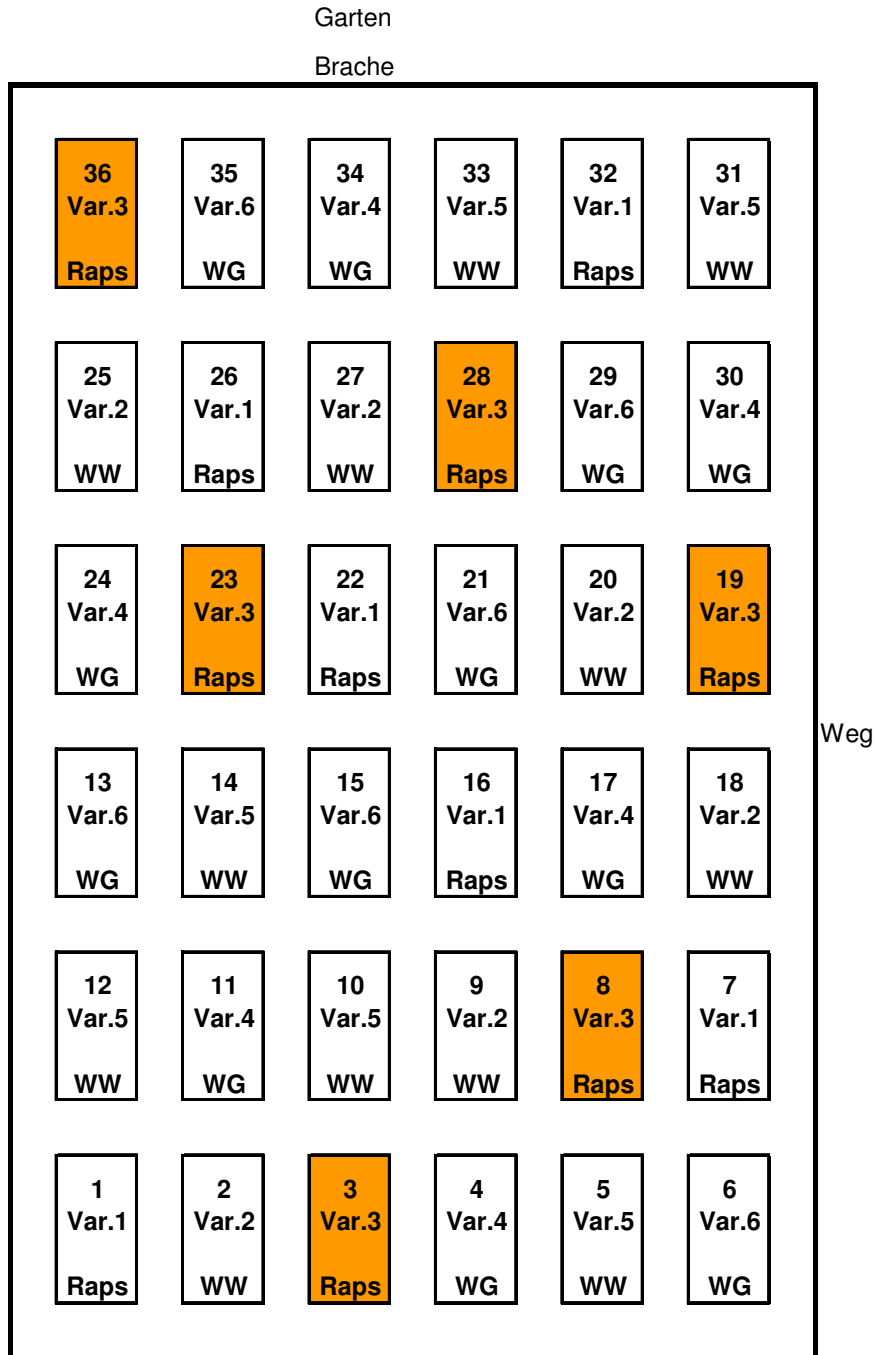 Garten
Brache
36 35 34 33 32 31
Var.3 Var.6 Var.4 Var.5 Var.1 Var.5
Raps WG WG WW Raps WW
25 26 27 28 29 30
Var.2 Var.1 Var.2 Var.3 Var.6 Var.4
WW Raps WW Raps WG WG
24 23 22 21 20 19
Var.4 Var.3 Var.1 Var.6 Var.2 Var.3
WG Raps Raps WG WW Raps
Weg
13 14 15 16 17 18
Var.6 Var.5 Var.6 Var.1 Var.4 Var.2
WG WW WG Raps WG WW
12 11 10 9 8 7
Var.5 Var.4 Var.5 Var.2 Var.3 Var.1
WW WG WW WW Raps Raps
1 2 3 4 5 6
Var.1 Var.2 Var.3 Var.4 Var.5 Var.6
Raps WW Raps WG WW WG